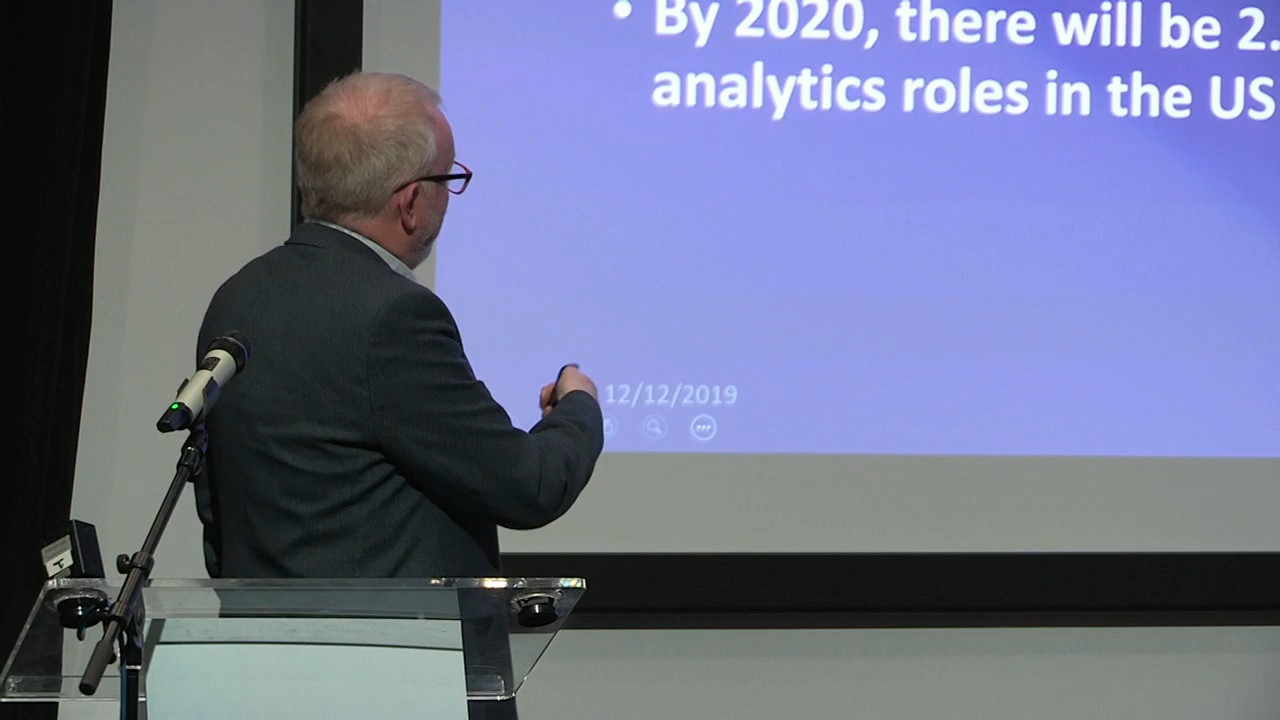 • By 2020, there will be 2.
analytics roles in the US
12/12/2019